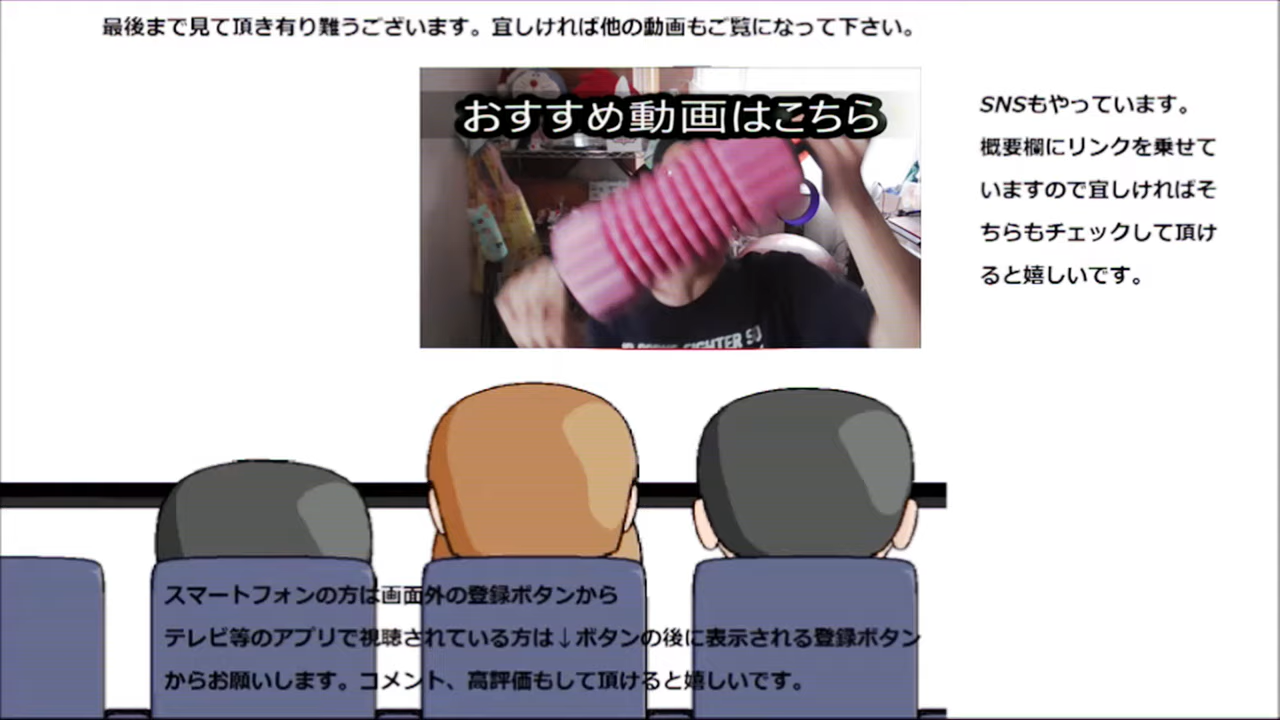 最後まで見て頂き有り難うございます。宜しければ他の動画もご覧になって下さい。
おすすめ動画はこちら
SNSもやっています。
概要欄にリンクを乗せて
いますので宜しければそ
ちらもチェックして頂け
ると嬉しいです。
スマートフォンの方は画面外の登録ボタンから
テレビ等のアプリで視聴されている方は↓ボタンの後に表示される登録ボタン
からお願いします。コメント、高評価もして頂けると嬉しいです。